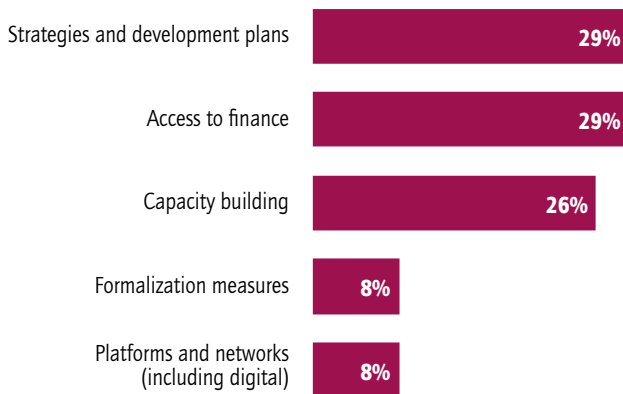 Strategies and development plans
29%
Access to finance
29%
Capacity building
26%
Formalization measures
8%
Platforms and networks
(including digital)
8%